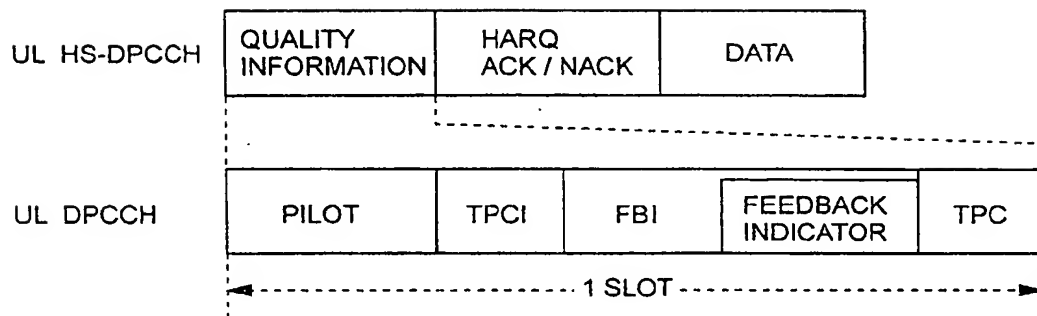 UL HS-DPCCH
QUALITY
INFORMATION
HARQ
ACK / NACK
DATA
UL DPCCH
PILOT
TPCI
FBI
FEEDBACK
INDICATOR
TPC
1 SLOT